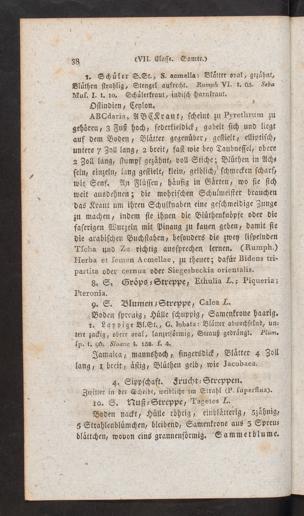 38 (VII. Classe. Samere.)
1. Schüler S.St., S. acmella: Blätter oval, gezähnt,
Blüthen strahlig, Stengel aufrecht. Rumph VI. t. 65. Seba
Mus. I. t. 10. Schülerkraut, indisch Harnkraut.
Ostindien, Ceylon.
ABCdaria, ABCKraut, scheint zu Pyrethrum zu
gehören, 3 Fuß hoch, federkieldick, gabelt sich und liegt
auf dem Boden, Blätter gegenüber, gestielt, elliptisch,
untere 7 Zoll lang, 2 breit, fast wie bey Taubnessel, obere
2 Zoll lang, stumpf gezähnt, voll Stiche; Blüthen in Ach-
seln, einzeln, lang gestielt, klein, gelblich, schmecken scharf,
wie Senf. An Flüssen, häufig in Gärten, wo sie sich
weit aussöhnen; die mohrischen Schulmeister brauchen
das Kraut um ihren Schulknaben eine geschmeidige Zunge
zu machen, indem sie ihnen die Blüthenknöpfe oder die
faserigen Wurzeln mit Pinang zu kauen geben, damit sie
die arabischen Buchstaben, besonders die zwey lispelnden
Tscha und Za richtig aussprechen lernen. (Rumph.)
Herba et semen Acmellae, zu theuer; dafür Bidens tri-
partita oder cernua oder Siegesbeckia orientalis.
8. S. Gröps-Streppe, Ethulia L.; Piqueria;
Pteronia.
9. S. Blumen-Streppe, Calea L.
Boden spreuig, Hülle schuppig, Samenkrone haarig.
1. Lappige Bl.St., C. lobata: Blätter abwechselnd, un-
tere zackig, obere oval, lanzetförmig, Strauß gedrängt. Plum.
sp. t. 96. Sloane t. 152. f. 4.
Jamaica, mannshoch, fingersdick, Blätter 4 Zoll
lang, 1 breit, ästig, Blüthen gelb, wie Jacobaea.
4. Sippschaft. Frucht-Streppen.
Zwitter in der Scheibe, weiblich im Strahl (P. superflua).
10. S. Nuß-Streppe, Tagetes L.
Boden nackt, Hülle röhrig, einblätterig, 5zähnig,
5 Strahlenblümchen, bleibend, Samenkrone aus 5 Spreu-
blättchen, wovon eins grannenförmig. Sammetblume.